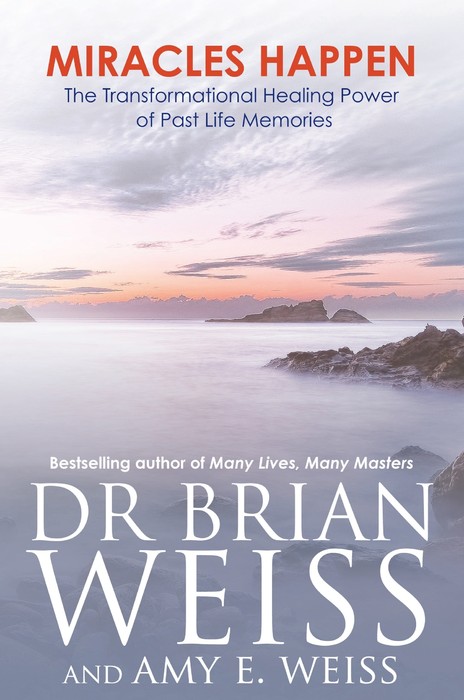 MIRACLES HAPPEN
The Transformational Healing Power
of Past Life Memories
Bestselling author of Many Lives, Many Masters
DR BRIAN
WEISS
AND AMY E. WEISS